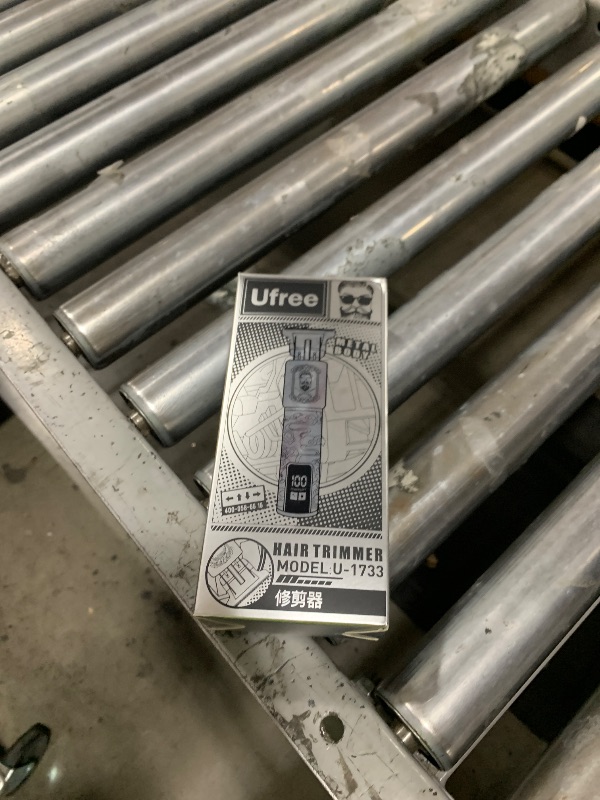 Ufree
100
HAIR TRIMMER
MODEL:U-1733
修剪器